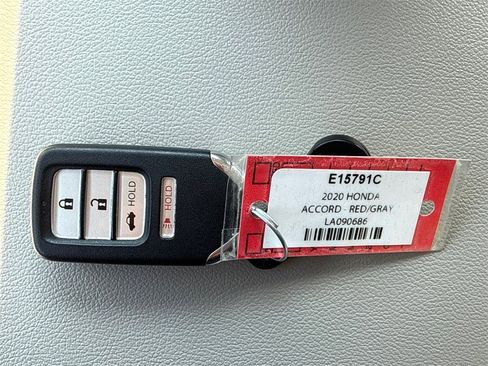 HOLD
HOLD
E15791C
2020 HONDA
ACCORD - RED/GRAY
LA090686